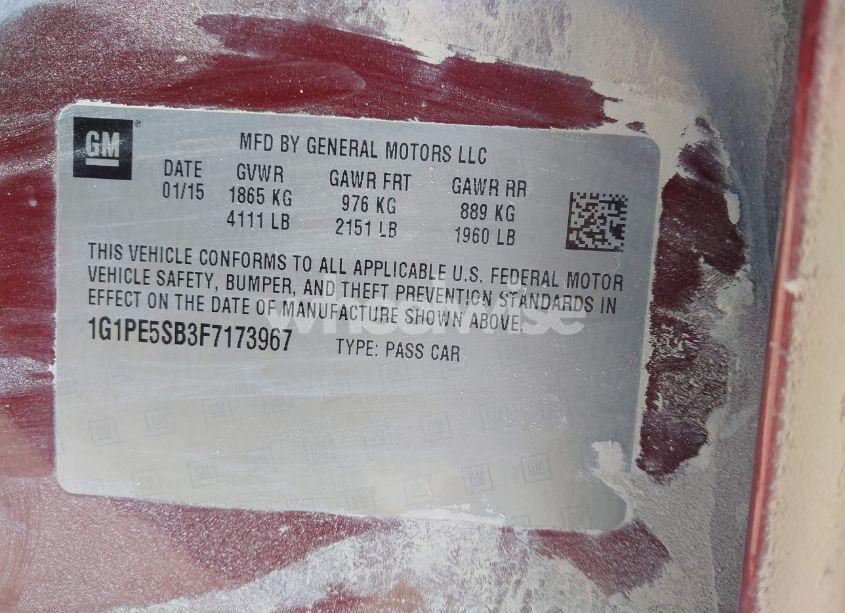 GM
MFD BY GENERAL MOTORS LLC
DATE GVWR GAWR FRT GAWR RR
01/15 1865 KG 976 KG 889 KG
4111 LB 2151 LB 1960 LB
THIS VEHICLE CONFORMS TO ALL APPLICABLE U.S. FEDERAL MOTOR
VEHICLE SAFETY, BUMPER, AND THEFT PREVENTION STANDARDS IN
EFFECT ON THE DATE OF MANUFACTURE SHOWN ABOVE.
1G1PE5SB3F7173967 TYPE: PASS CAR